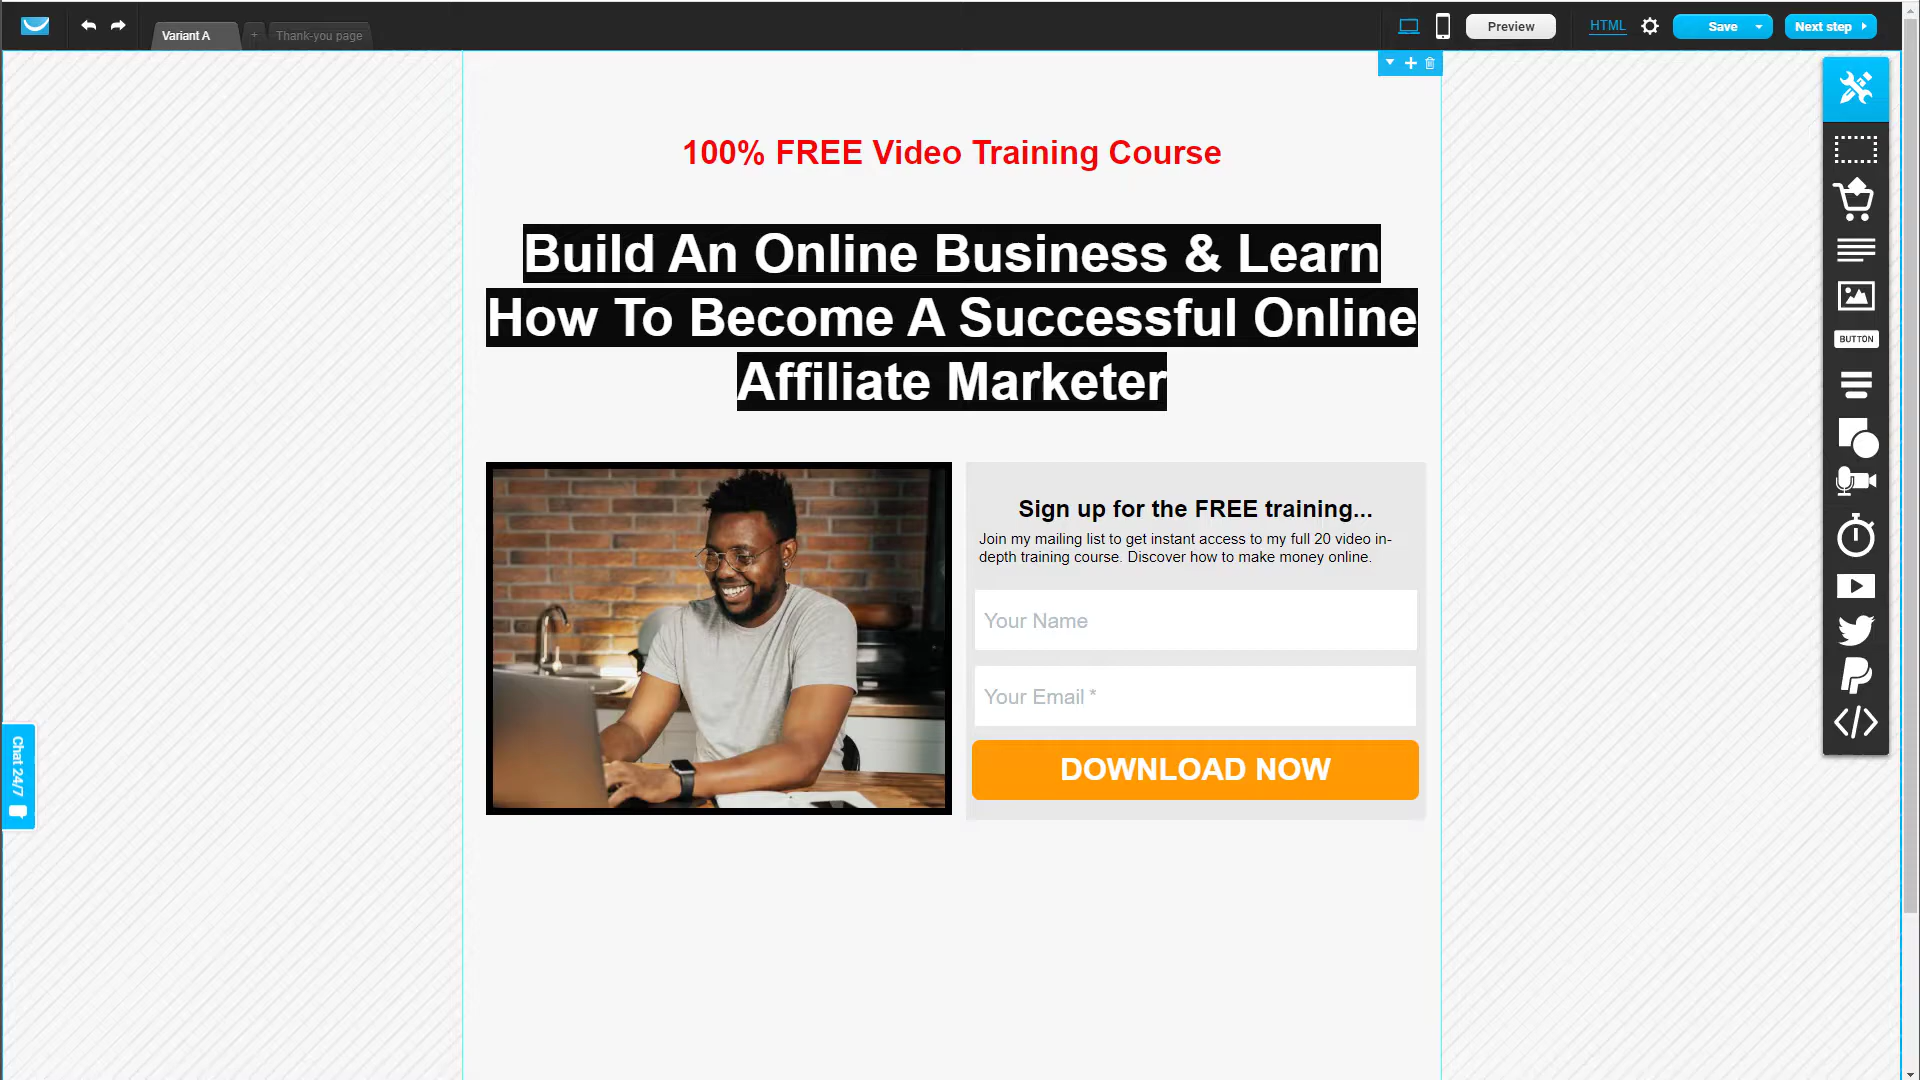 Variant A
+
Thank-you page
Preview
HTML
Save
Next step
100% FREE Video Training Course
Build An Online Business & Learn
How To Become A Successful Online
Affiliate Marketer
BUTTON
Sign up for the FREE training...
Join my mailing list to get instant access to my full 20 video in-
depth training course. Discover how to make money online.
Your Name
Your Email *
DOWNLOAD NOW
Chat 24/7